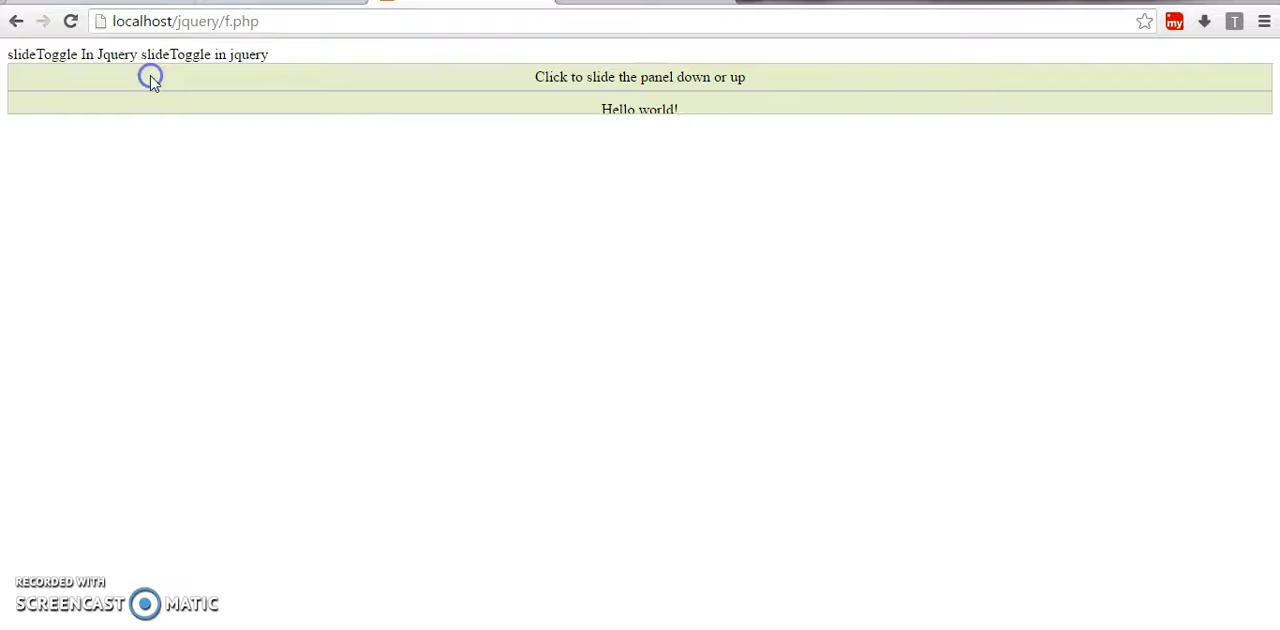 localhost/jquery/f.php
my
T
slideToggle In Jquery slideToggle in jquery
Click to slide the panel down or up
Hello world!
RECORDED WITH
SCREENCAST MATIC